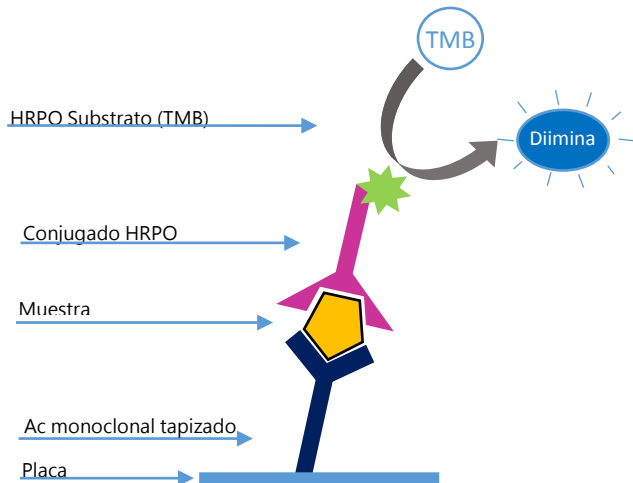 TMB
HRPO Substrato (TMB)
Diimina
Conjugado HRPO
Muestra
Ac monoclonal tapizado
Placa